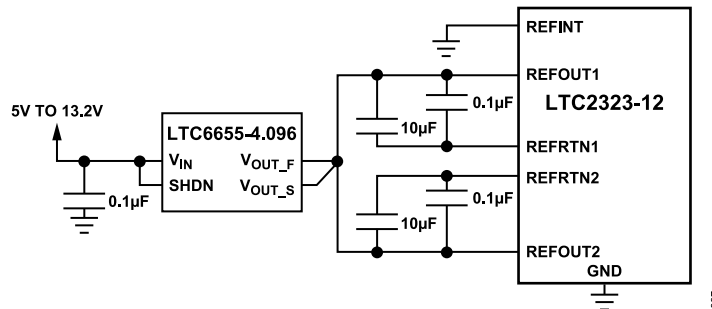 REFINT
REFOUT1
5V TO 13.2V
0.1µF
LTC2323-12
LTC6655-4.096
10µF
VIN
VOUT_F
REFRTN1
SHDN
VOUT_S
REFRTN2
0.1µF
0.1µF
10µF
REFOUT2
GND